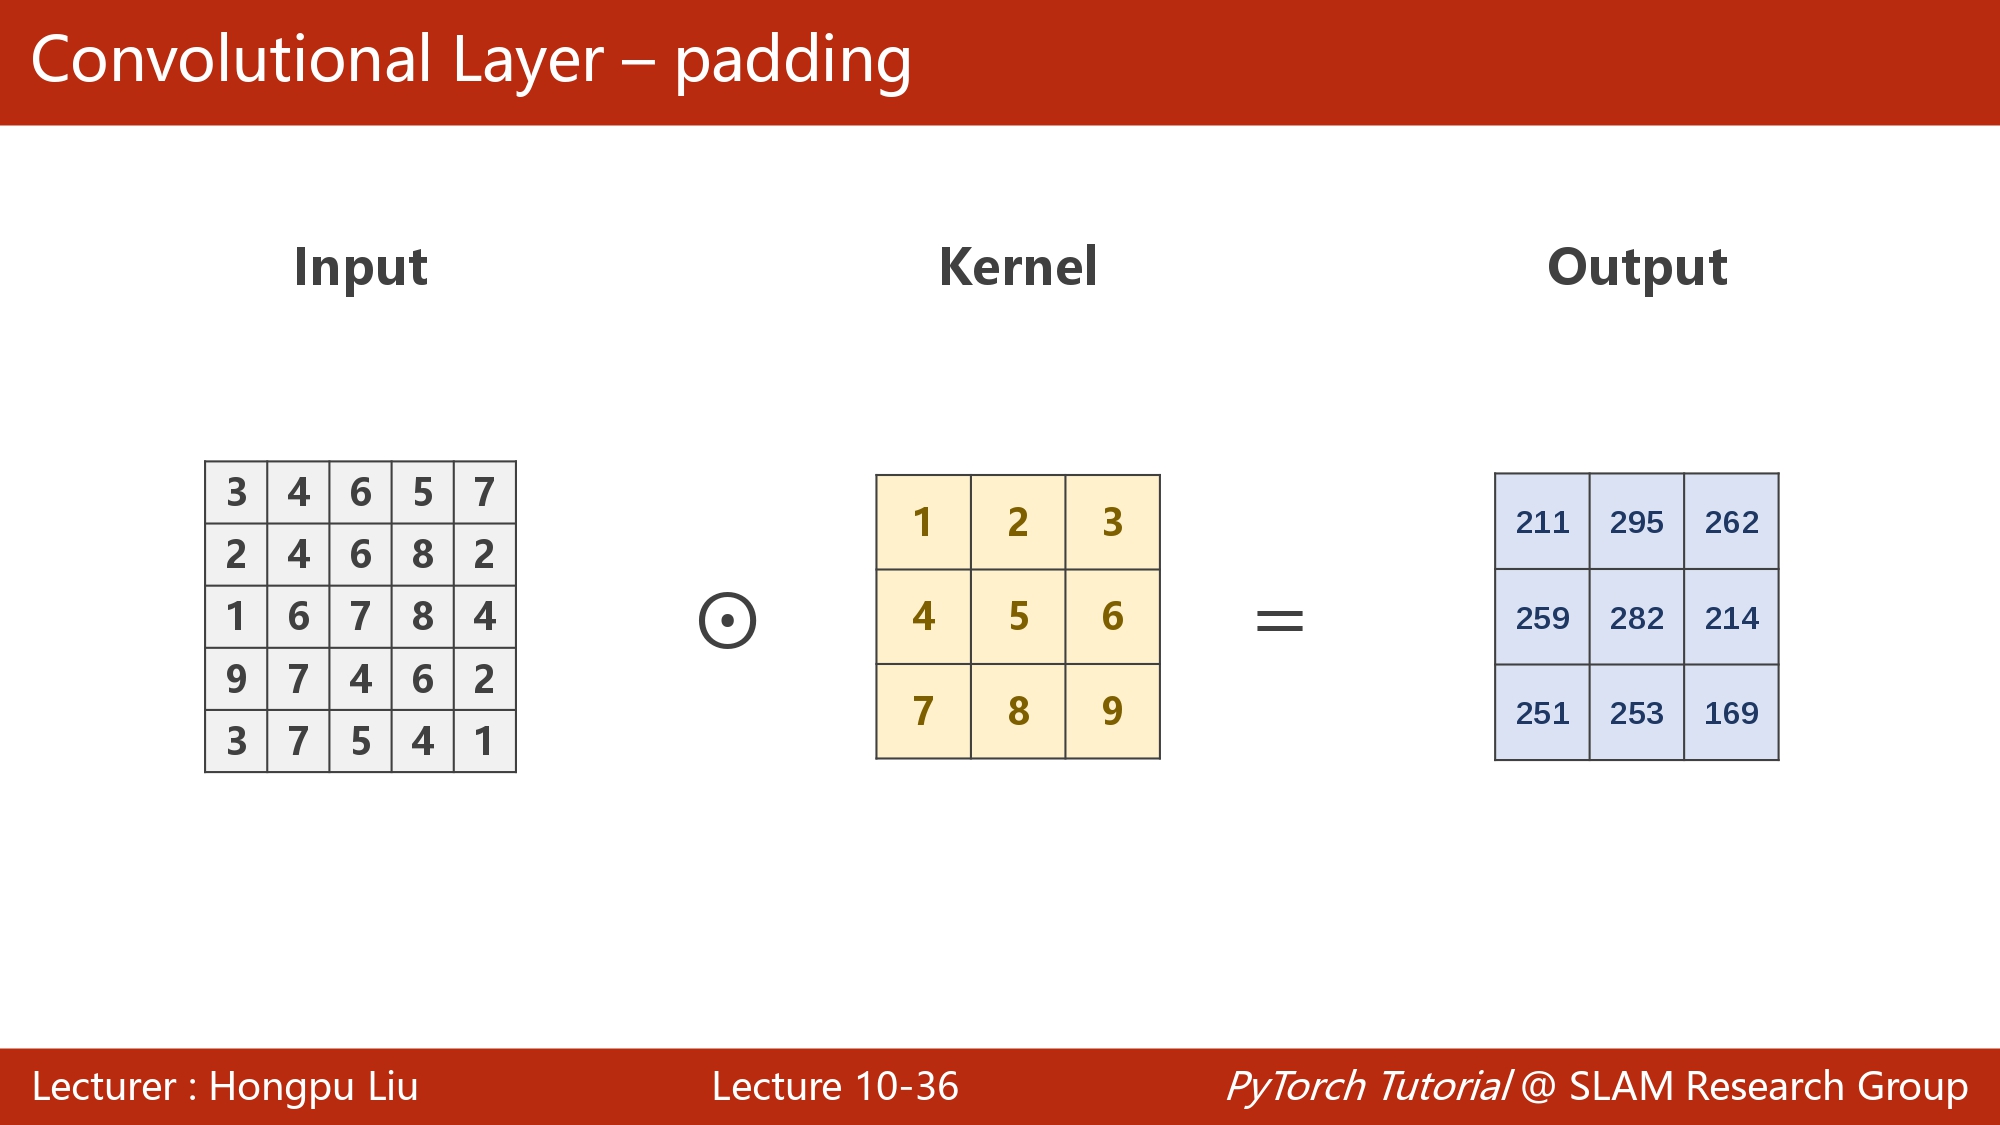 Convolutional Layer – padding
Input Kernel Output
3 4 6 5 7
2 4 6 8 2
1 6 7 8 4
9 7 4 6 2
3 7 5 4 1
⊙
1 2 3
4 5 6
7 8 9
=
211 295 262
259 282 214
251 253 169
Lecturer : Hongpu Liu Lecture 10-36 PyTorch Tutorial @ SLAM Research Group